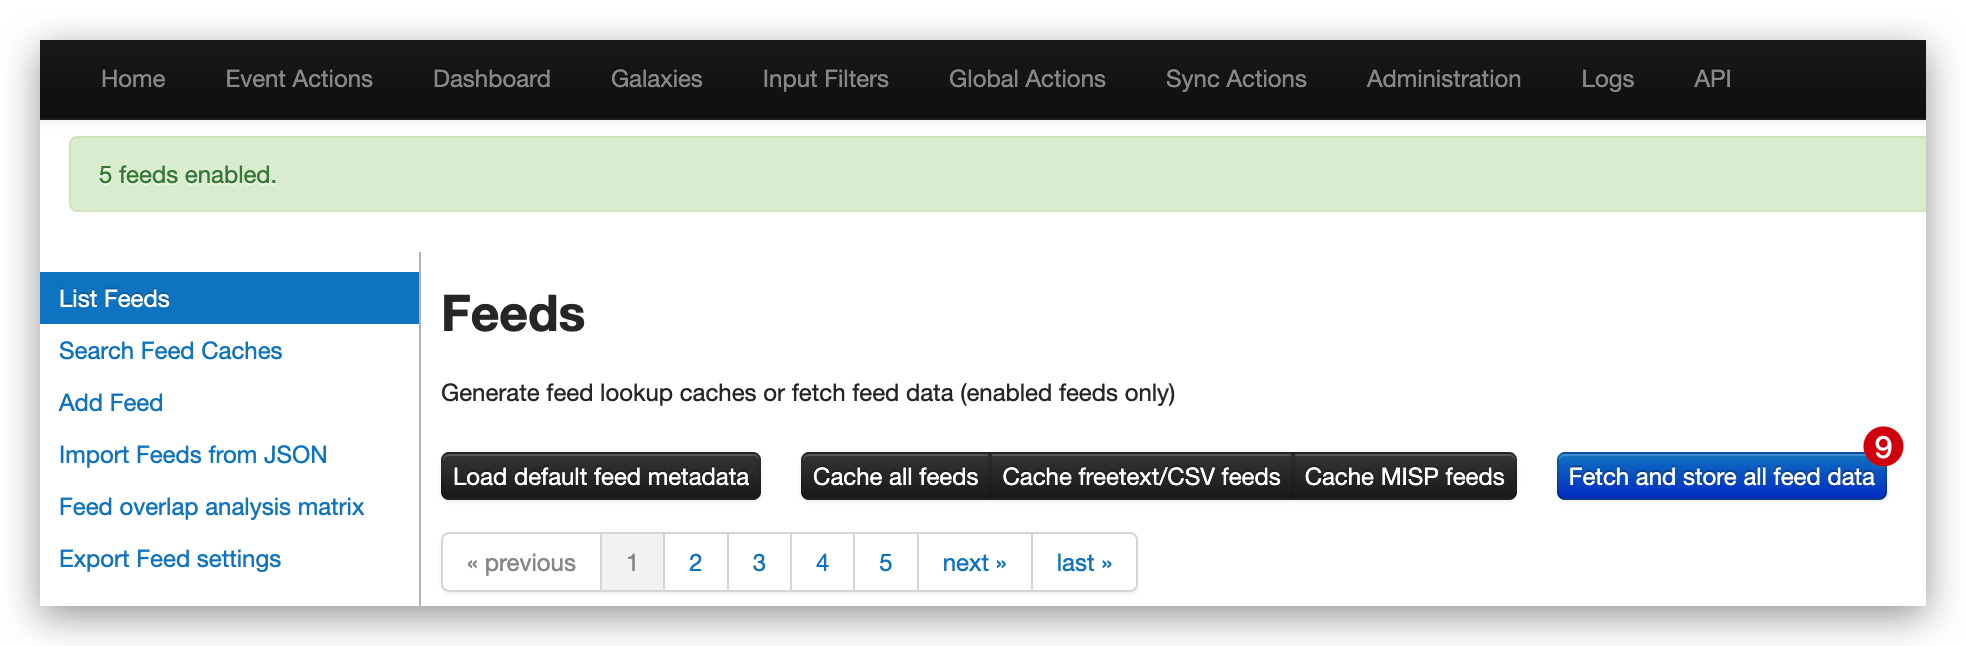 Home Event Actions Dashboard Galaxies Input Filters Global Actions Sync Actions Administration Logs API
5 feeds enabled.
List Feeds
Search Feed Caches
Add Feed
Import Feeds from JSON
Feed overlap analysis matrix
Export Feed settings
Feeds
Generate feed lookup caches or fetch feed data (enabled feeds only)
Load default feed metadata Cache all feeds Cache freetext/CSV feeds Cache MISP feeds Fetch and store all feed data 9
« previous 1 2 3 4 5 next » last »